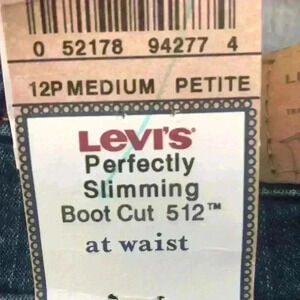 0 52178 94277 4
12P MEDIUM PETITE
LEVI'S
Perfectly
Slimming
Boot Cut 512™
at waist